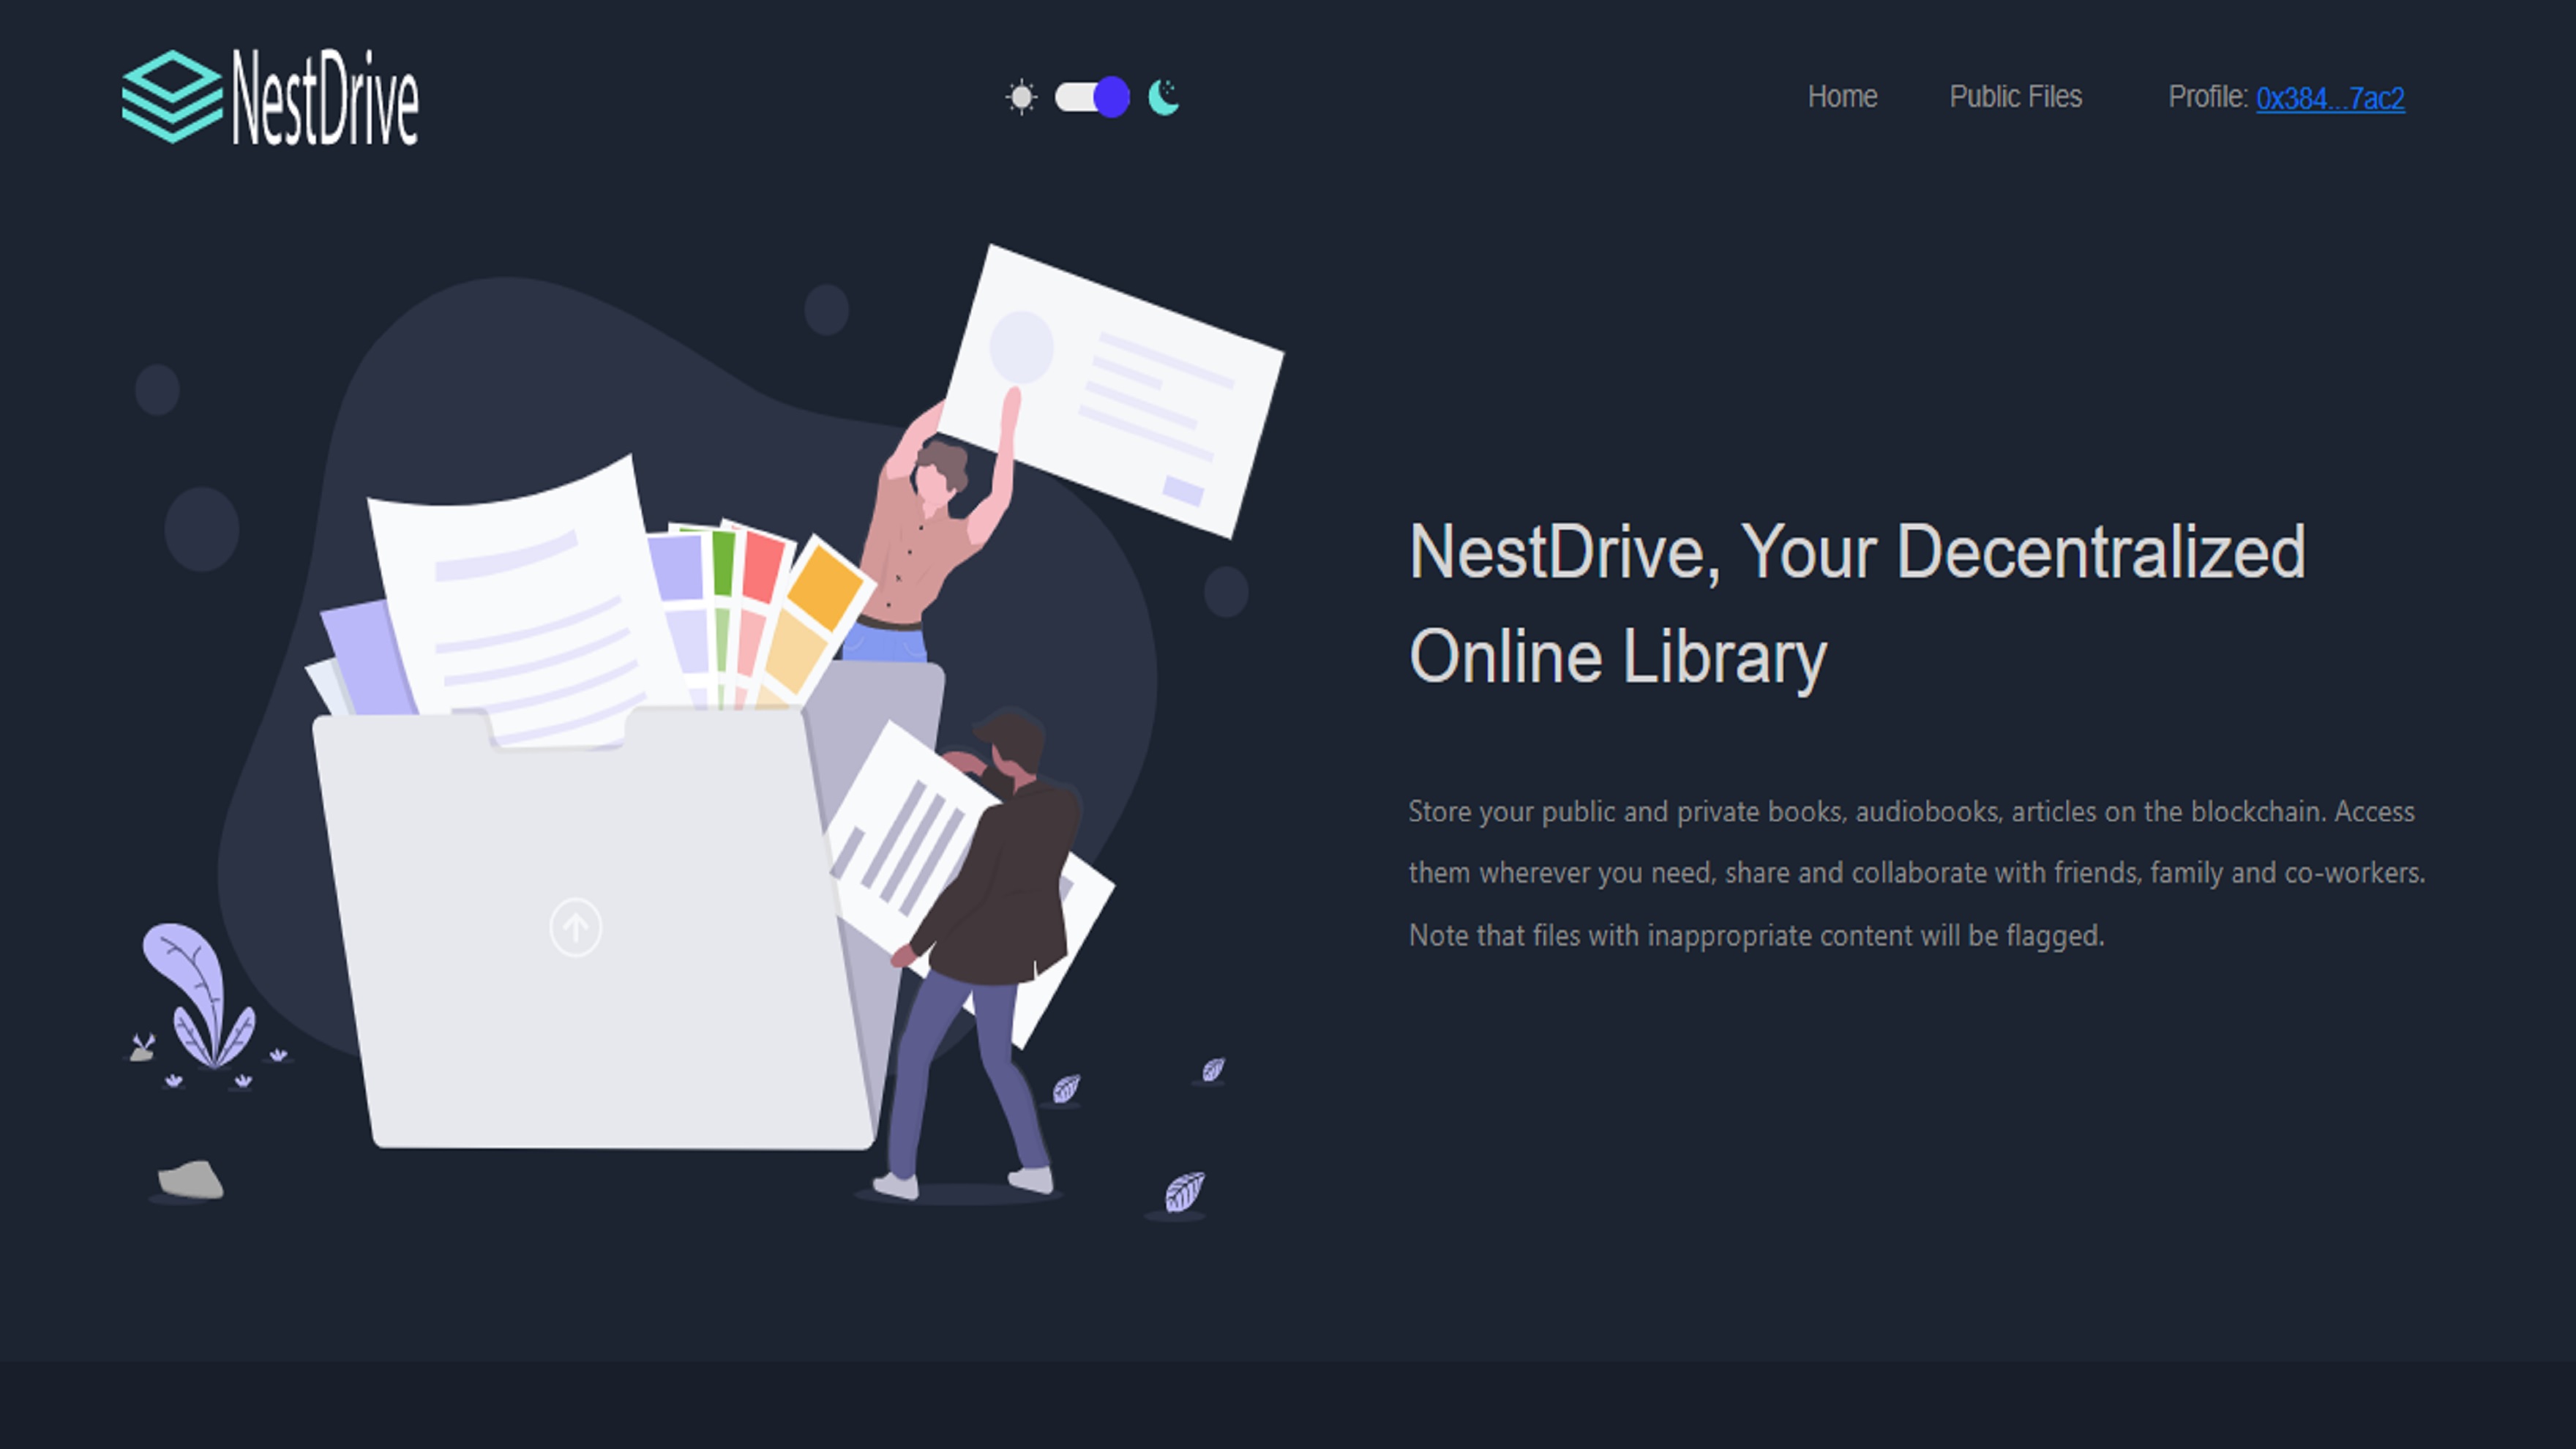 NestDrive
Home
Public Files
Profile: 0x384...7ac2
NestDrive, Your Decentralized
Online Library
Store your public and private books, audiobooks, articles on the blockchain. Access
them wherever you need, share and collaborate with friends, family and co-workers.
Note that files with inappropriate content will be flagged.